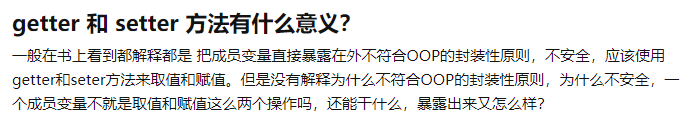 getter 和 setter 方法有什么意义？
一般在书上看到都解释都是 把成员变量直接暴露在外不符合OOP的封装性原则，不安全，应该使用
getter和seter方法来取值和赋值。但是没有解释为什么不符合OOP的封装性原则，为什么不安全，一
个成员变量不就是取值和赋值这么两个操作吗，还能干什么，暴露出来又怎么样？